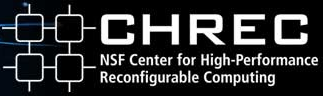 CHREC
NSF Center for High-Performance
Reconfigurable Computing